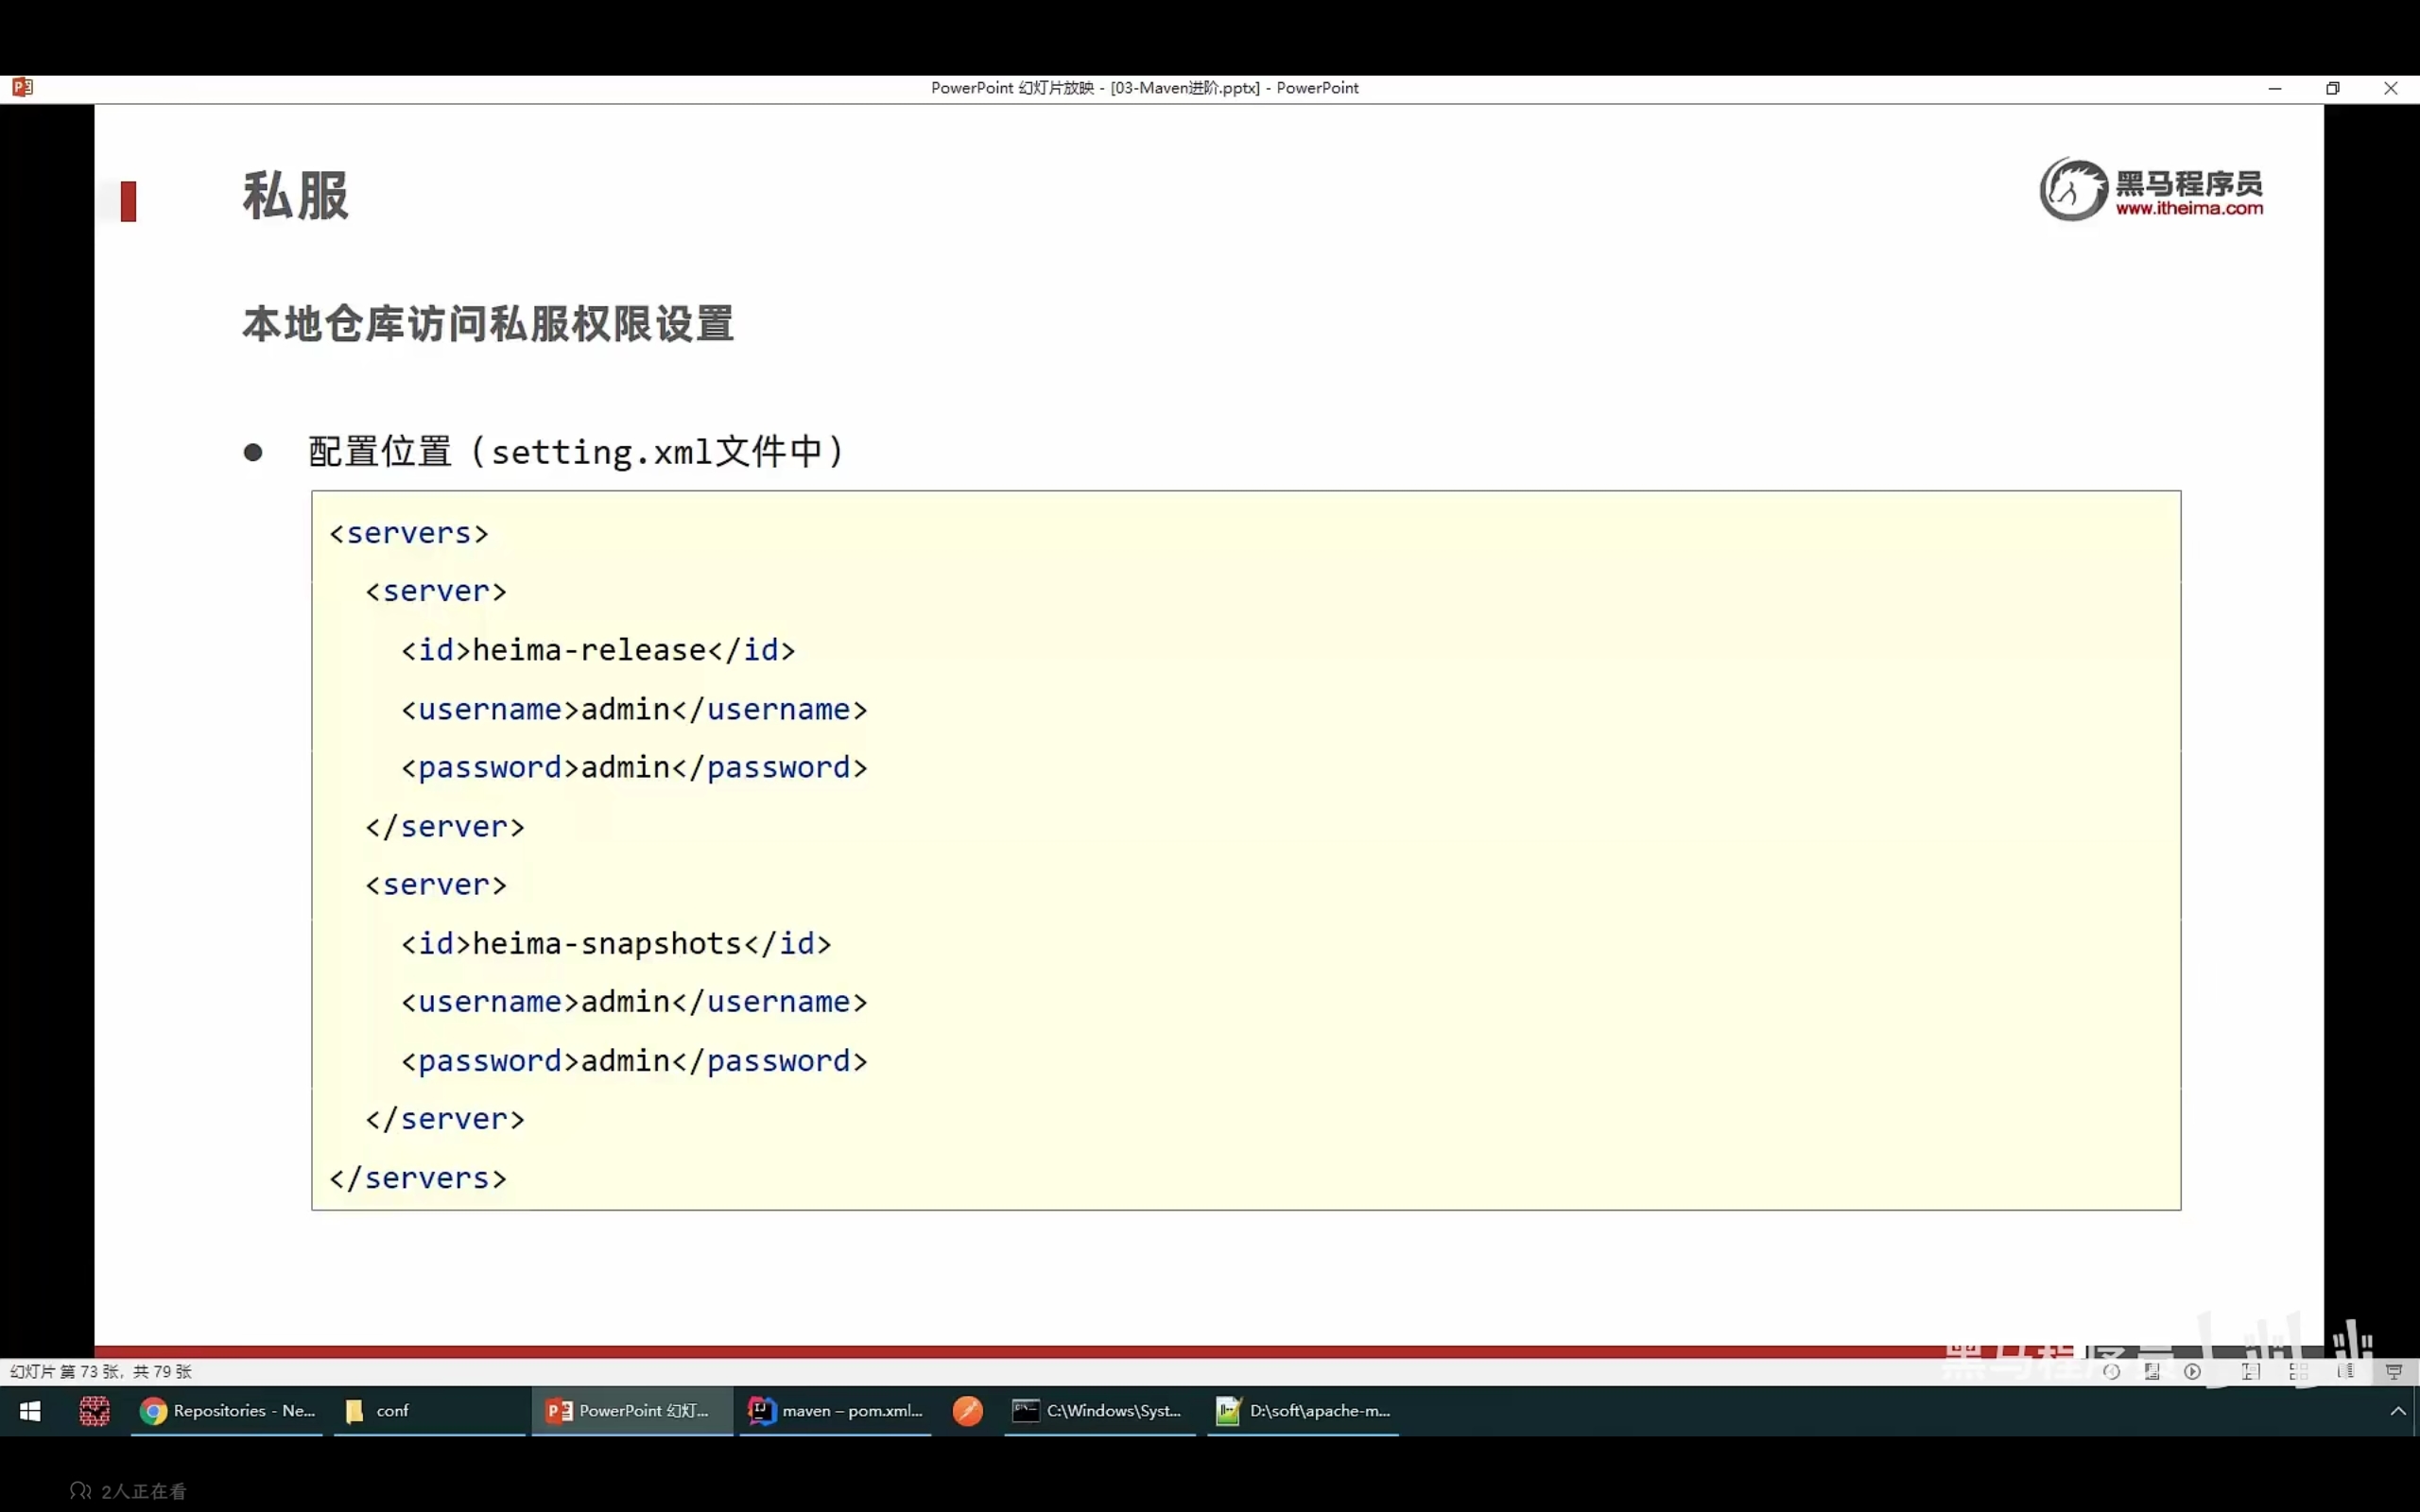 PowerPoint 幻灯片放映 - [03-Maven进阶.pptx] - PowerPoint
私服
黑马程序员
www.itheima.com
本地仓库访问私服权限设置
● 配置位置（setting.xml文件中）
<servers>
  <server>
    <id>heima-release</id>
    <username>admin</username>
    <password>admin</password>
  </server>
  <server>
    <id>heima-snapshots</id>
    <username>admin</username>
    <password>admin</password>
  </server>
</servers>
黑马程序员
幻灯片 第 73 张，共 79 张
Repositories - Ne...
conf
PowerPoint 幻灯...
maven – pom.xml...
C:\Windows\Syst...
D:\soft\apache-m...
2人正在看